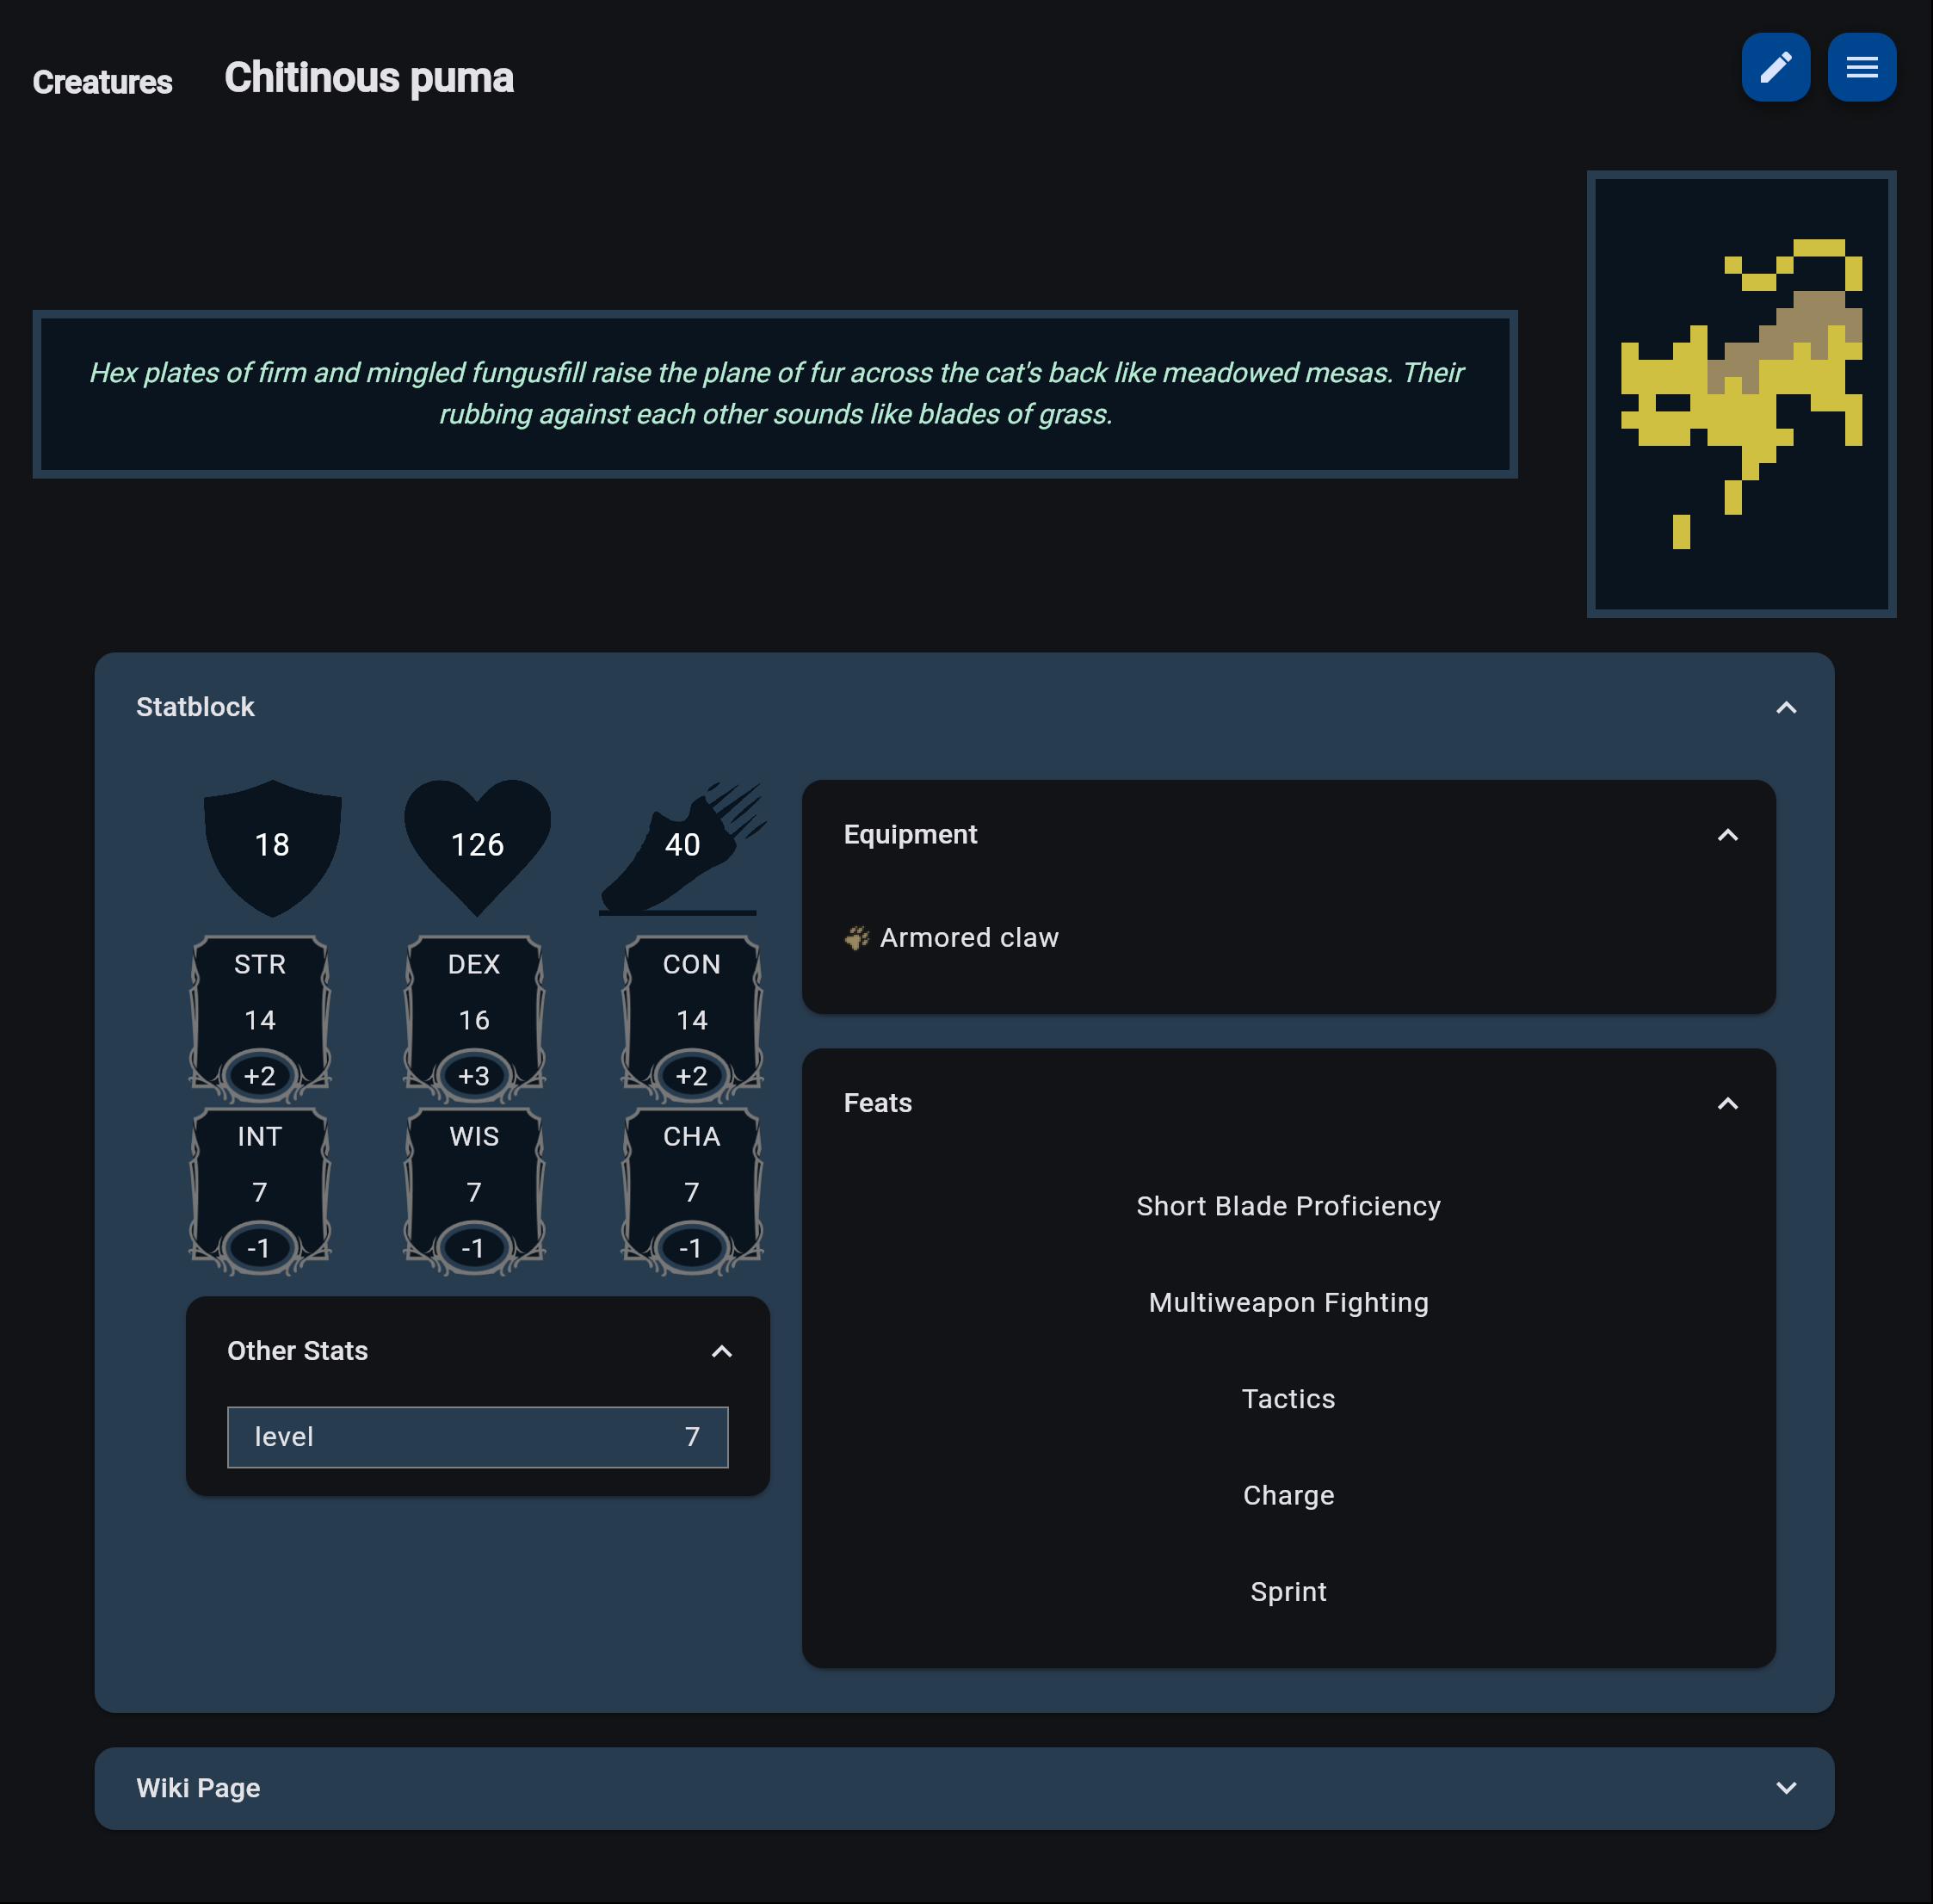 Creatures
Chitinous puma
Hex plates of firm and mingled fungusfill raise the plane of fur across the cat's back like meadowed mesas. Their
rubbing against each other sounds like blades of grass.
Statblock
18
126
40
STR
14
+2
DEX
16
+3
CON
14
+2
INT
7
-1
WIS
7
-1
CHA
7
-1
Other Stats
level 7
Equipment
Armored claw
Feats
Short Blade Proficiency
Multiweapon Fighting
Tactics
Charge
Sprint
Wiki Page